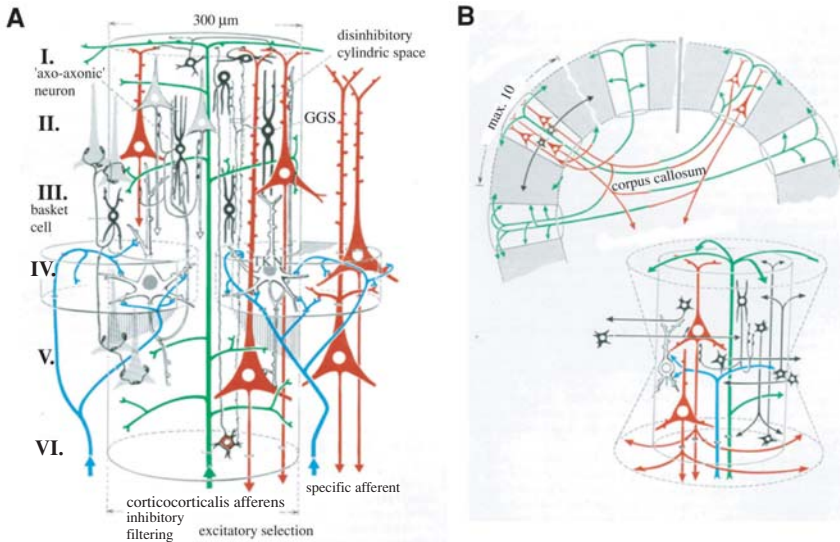 A
300 µm
disinhibitory
cylindric space
I.
'axo-axonic'
neuron
II.
GGS
III.
basket
cell
IV.
TKN
V.
VI.
corticocorticalis afferens
specific afferent
inhibitory
filtering
excitatory selection
B
max. 10
corpus callosum